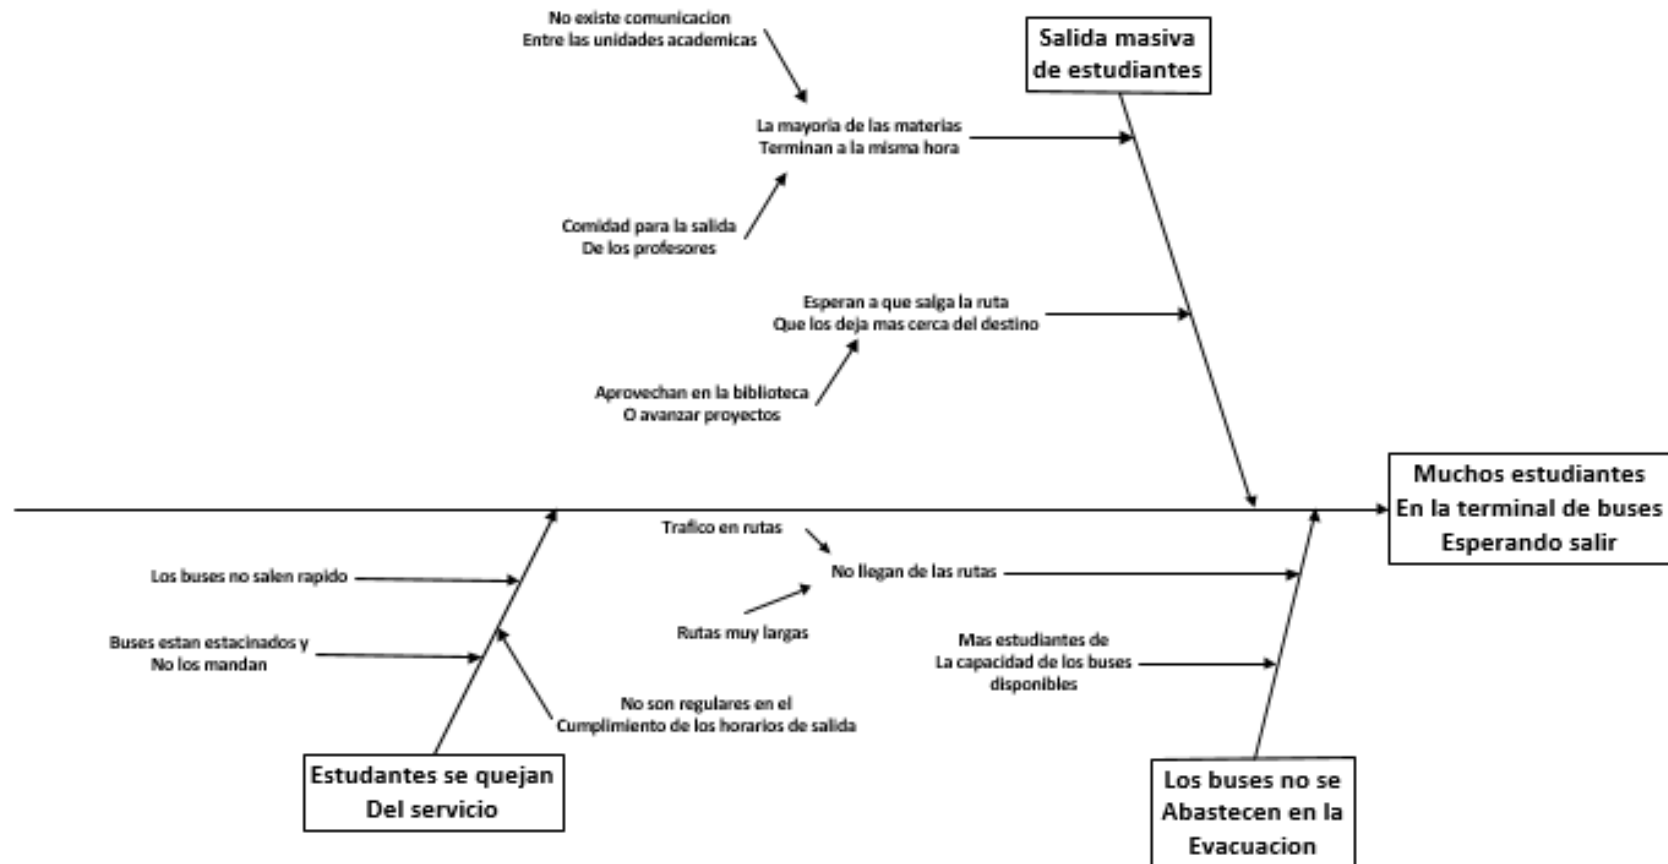 No existe comunicacion
Entre las unidades academicas
Salida masiva
de estudiantes
La mayoria de las materias
Terminan a la misma hora
Comidad para la salida
De los profesores
Esperan a que salga la ruta
Que los deja mas cerca del destino
Aprovechan en la biblioteca
O avanzar proyectos
Muchos estudiantes
En la terminal de buses
Esperando salir
Trafico en rutas
Los buses no salen rapido
No llegan de las rutas
Rutas muy largas
Buses estan estacinados y
No los mandan
Mas estudiantes de
La capacidad de los buses
disponibles
No son regulares en el
Cumplimiento de los horarios de salida
Estudantes se quejan
Del servicio
Los buses no se
Abastecen en la
Evacuacion